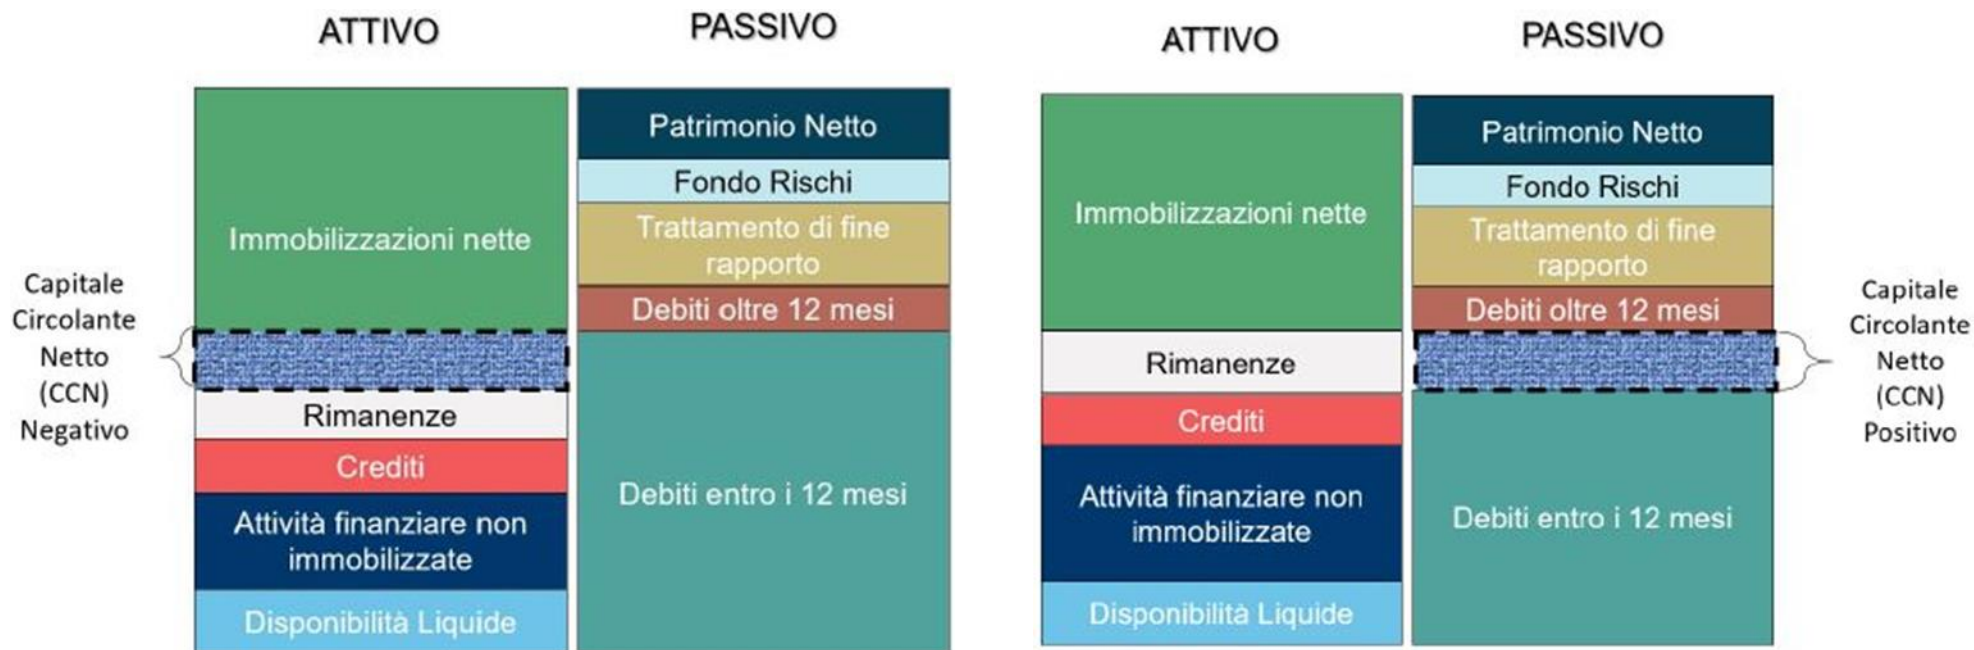 ATTIVO
PASSIVO
Immobilizzazioni nette
Capitale
Circolante
Netto
(CCN)
Negativo
Rimanenze
Crediti
Attività finanziare non
immobilizzate
Disponibilità Liquide
Patrimonio Netto
Fondo Rischi
Trattamento di fine
rapporto
Debiti oltre 12 mesi
Debiti entro i 12 mesi
ATTIVO
PASSIVO
Immobilizzazioni nette
Rimanenze
Crediti
Attività finanziare non
immobilizzate
Disponibilità Liquide
Patrimonio Netto
Fondo Rischi
Trattamento di fine
rapporto
Debiti oltre 12 mesi
Debiti entro i 12 mesi
Capitale
Circolante
Netto
(CCN)
Positivo